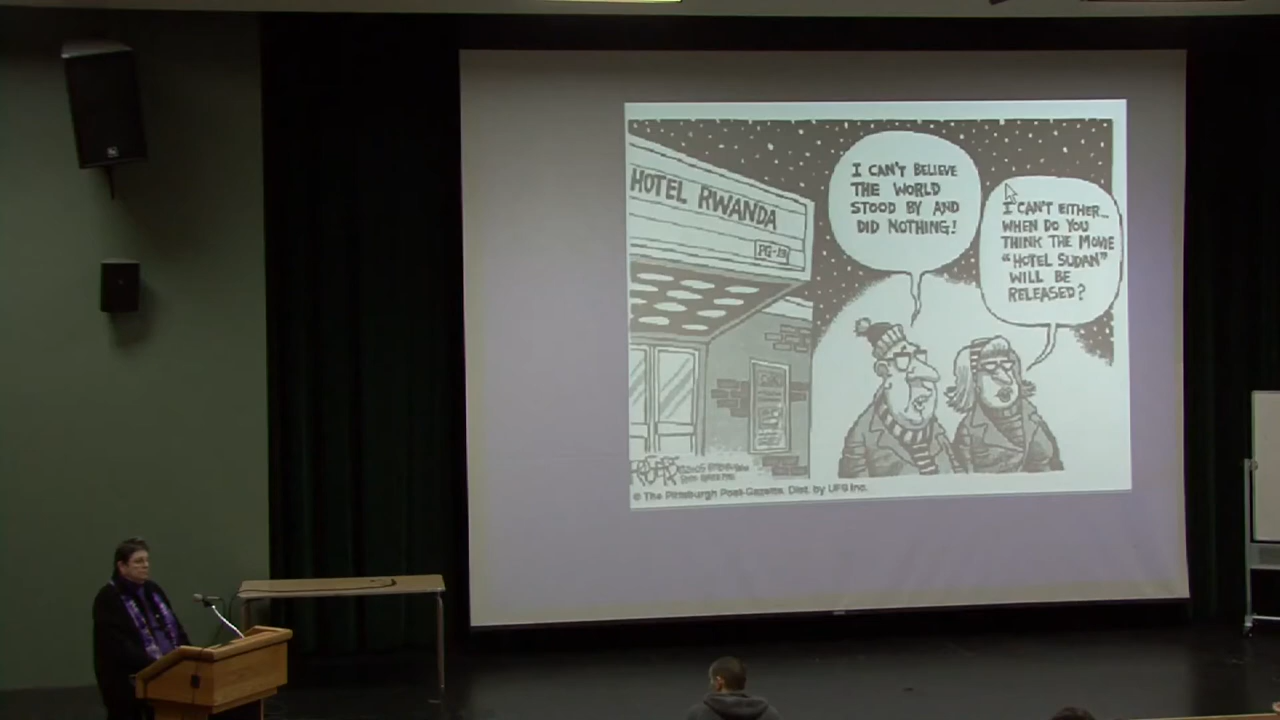 HOTEL RWANDA
PG-13
I CAN'T BELIEVE
THE WORLD
STOOD BY AND
DID NOTHING!
I CAN'T EITHER...
WHEN DO YOU
THINK THE MOVIE
"HOTEL SUDAN"
WILL BE
RELEASED?
© The Pittsburgh Post-Gazette. Dist. by UFS Inc.